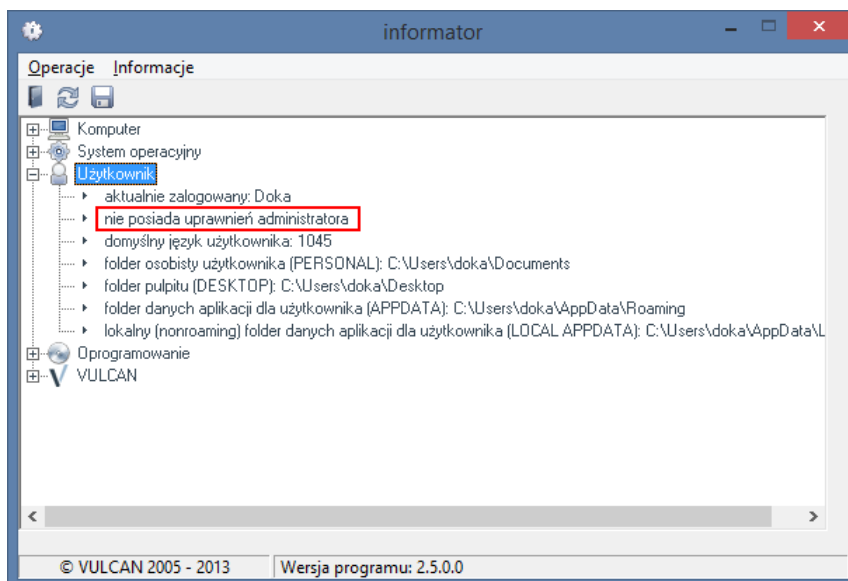 informator
Operacje Informacje
Komputer
System operacyjny
Użytkownik
aktualnie zalogowany: Doka
nie posiada uprawnień administratora
domyślny język użytkownika: 1045
folder osobisty użytkownika (PERSONAL): C:\Users\doka\Documents
folder pulpitu (DESKTOP): C:\Users\doka\Desktop
folder danych aplikacji dla użytkownika (APPDATA): C:\Users\doka\AppData\Roaming
lokalny (nonroaming) folder danych aplikacji dla użytkownika (LOCAL APPDATA): C:\Users\doka\AppData\L
Oprogramowanie
VULCAN
© VULCAN 2005 - 2013 Wersja programu: 2.5.0.0